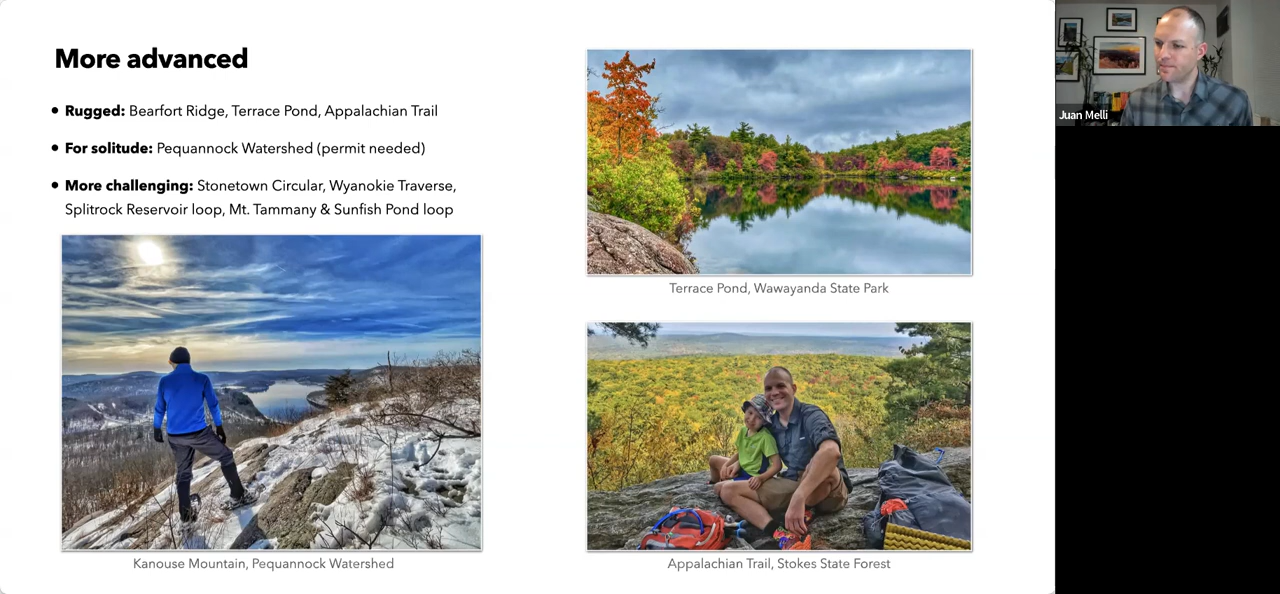 More advanced
• Rugged: Bearfort Ridge, Terrace Pond, Appalachian Trail
• For solitude: Pequannock Watershed (permit needed)
• More challenging: Stonetown Circular, Wyanokie Traverse,
Splitrock Reservoir loop, Mt. Tammany & Sunfish Pond loop
Kanouse Mountain, Pequannock Watershed
Terrace Pond, Wawayanda State Park
Appalachian Trail, Stokes State Forest
Juan Melli